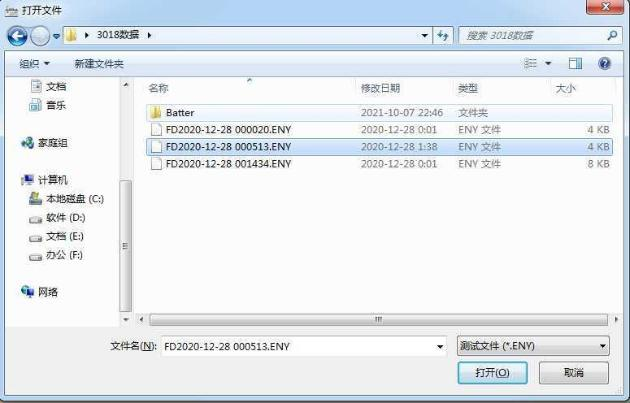 打开文件
3018数据
搜索 3018数据
组织 新建文件夹
名称 修改日期 类型 大小
文档
音乐
家庭组
计算机
本地磁盘 (C:)
软件 (D:)
文档 (E:)
办公 (F:)
网络
Batter 2021-10-07 22:46 文件夹
FD2020-12-28 000020.ENY 2020-12-28 0:01 ENY 文件 4 KB
FD2020-12-28 000513.ENY 2020-12-28 1:38 ENY 文件 4 KB
FD2020-12-28 001434.ENY 2020-12-28 0:01 ENY 文件 8 KB
文件名(N): FD2020-12-28 000513.ENY 测试文件 (*.ENY)
打开(O) 取消